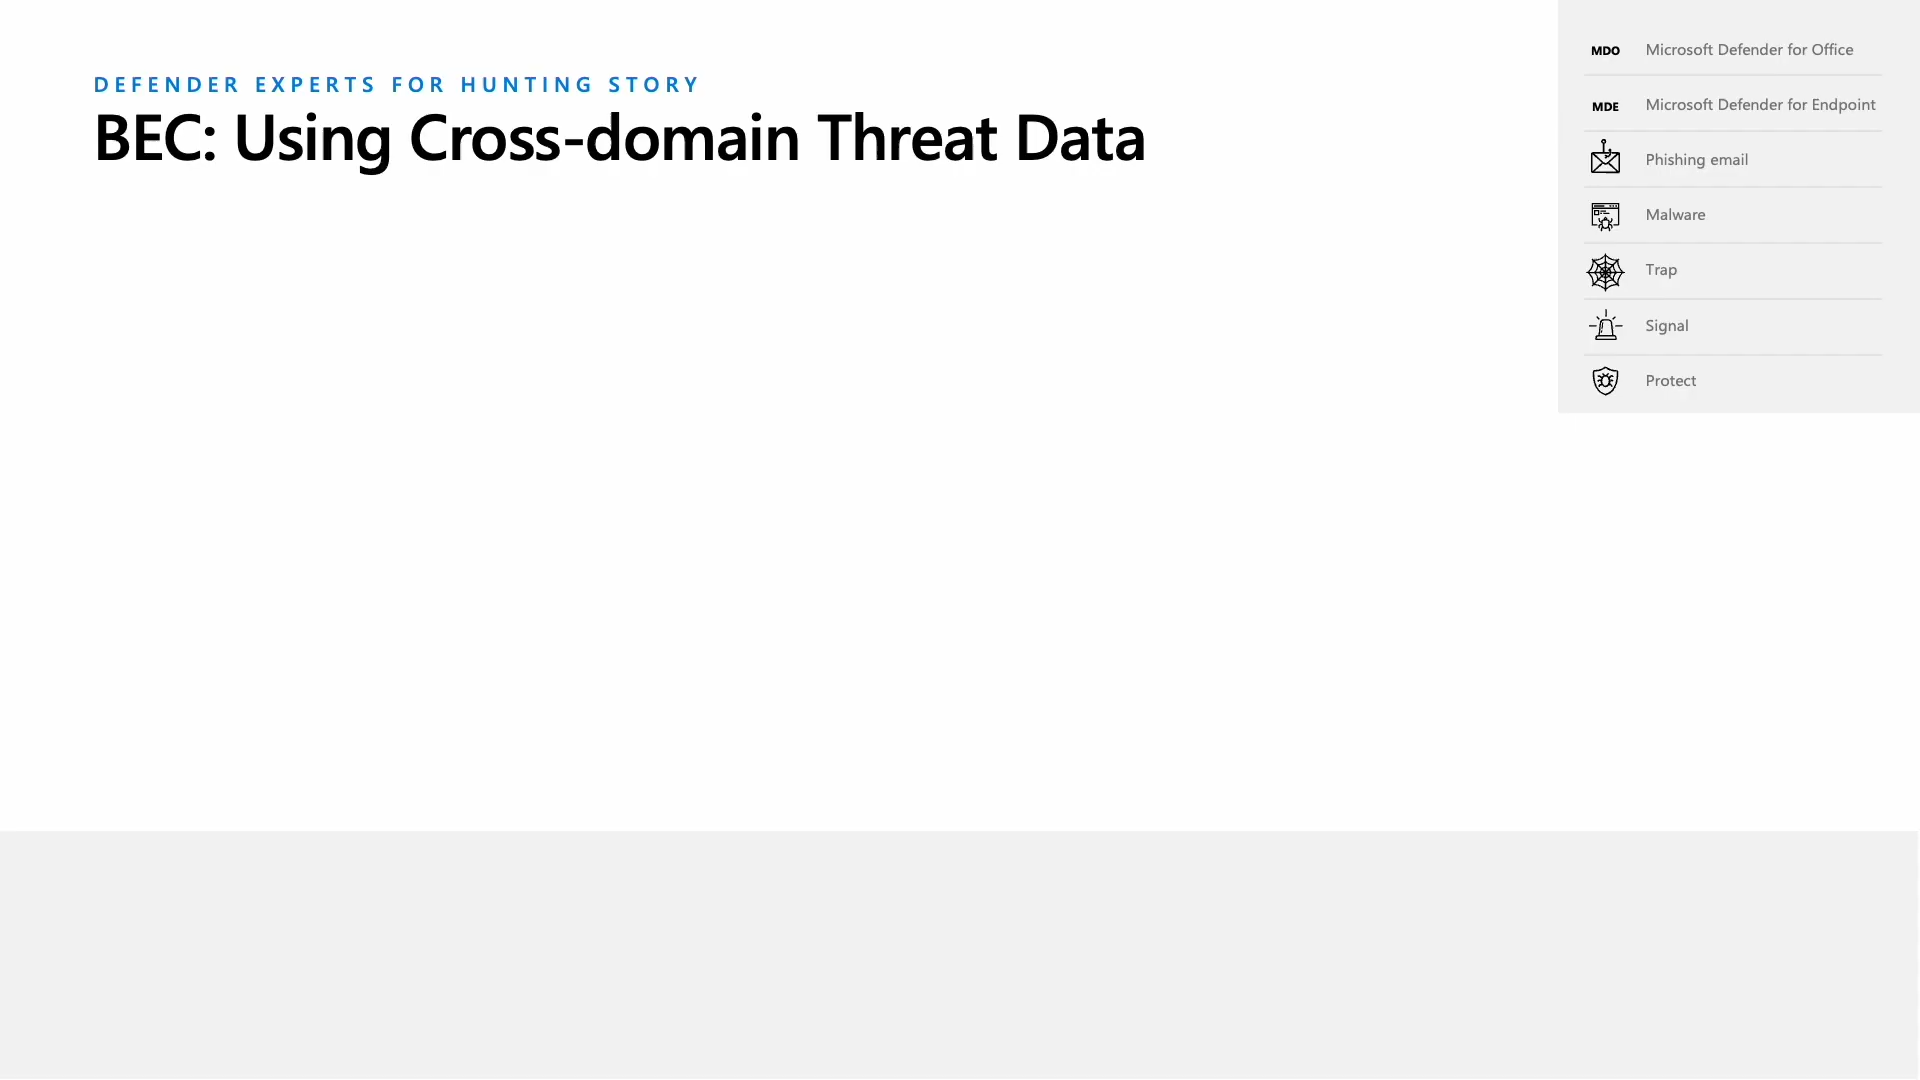 DEFENDER EXPERTS FOR HUNTING STORY
BEC: Using Cross-domain Threat Data
MDO Microsoft Defender for Office
MDE Microsoft Defender for Endpoint
Phishing email
Malware
Trap
Signal
Protect